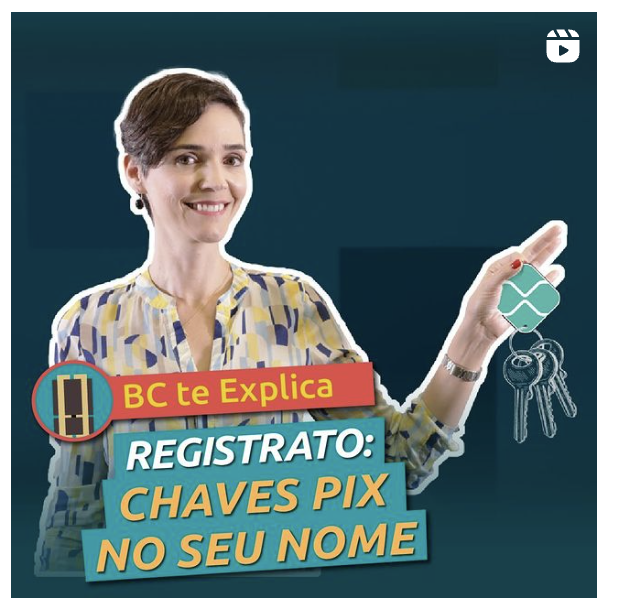 BC te Explica
REGISTRATO:
CHAVES PIX
NO SEU NOME